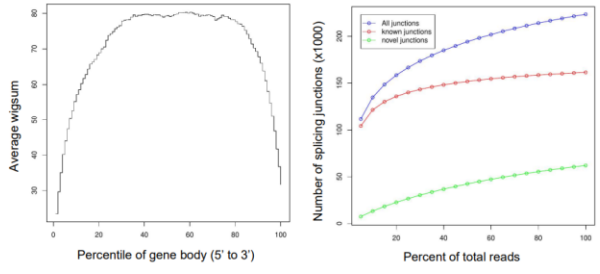 80
70
60
50
40
30
Average wigsum
0 20 40 60 80 100
Percentile of gene body (5' to 3')
All junctions
known junctions
novel junctions
200
150
100
50
0
Number of splicing junctions (x1000)
20 40 60 80 100
Percent of total reads